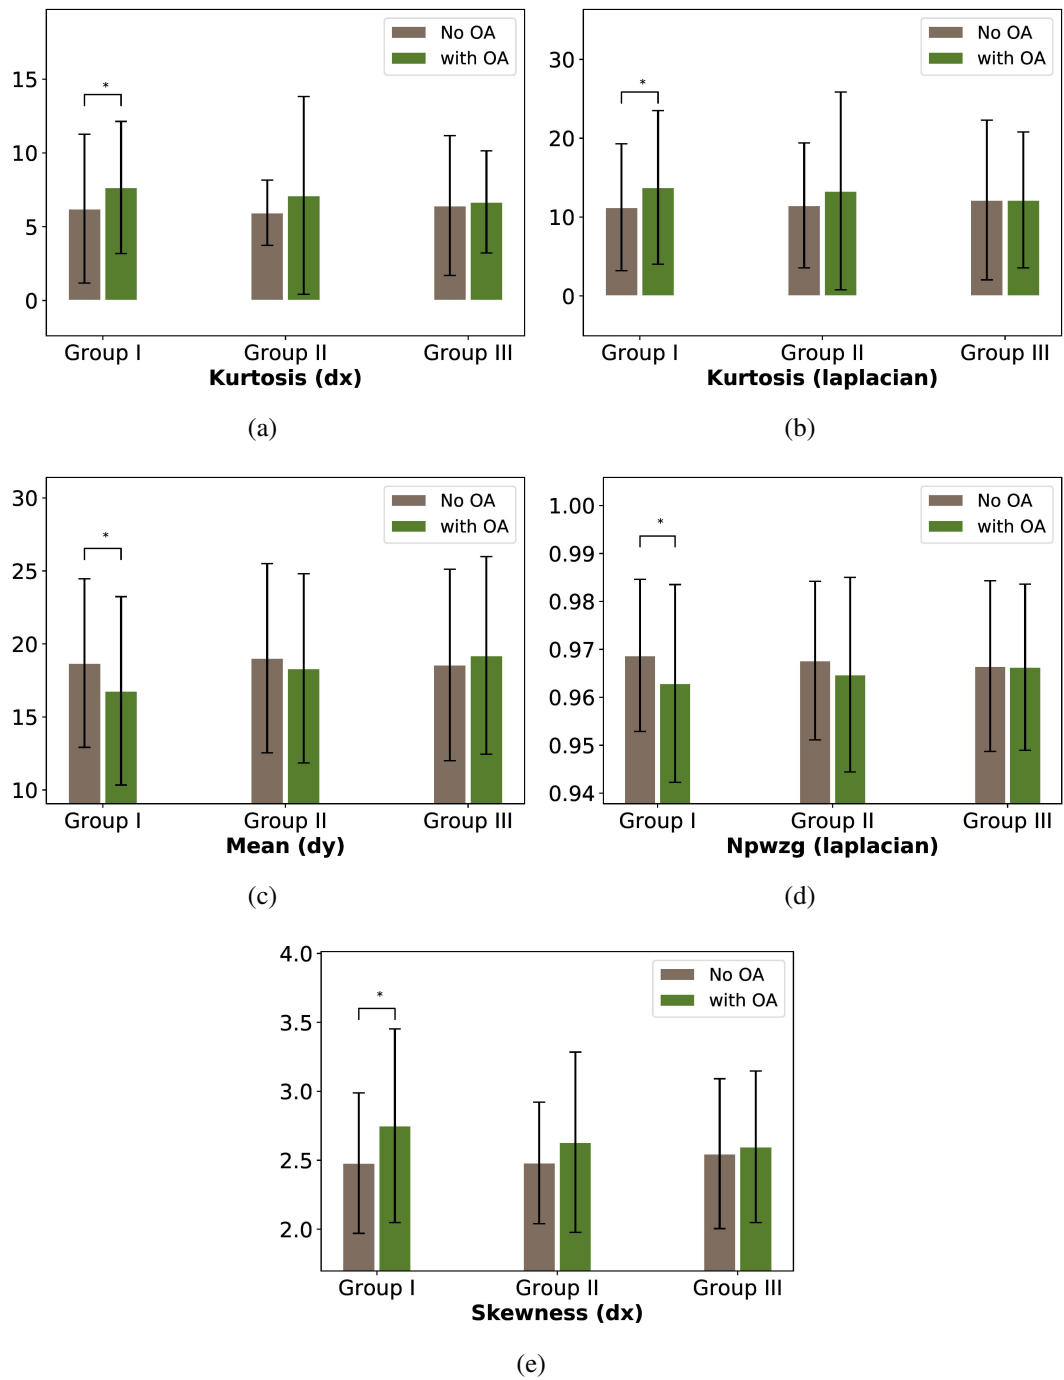 No OA
with OA
*
15
10
5
0
Group I Group II Group III
Kurtosis (dx)
(a)
No OA
with OA
*
30
20
10
0
Group I Group II Group III
Kurtosis (laplacian)
(b)
No OA
with OA
*
30
25
20
15
10
Group I Group II Group III
Mean (dy)
(c)
No OA
with OA
*
1.00
0.99
0.98
0.97
0.96
0.95
0.94
Group I Group II Group III
Npwzg (laplacian)
(d)
No OA
with OA
*
4.0
3.5
3.0
2.5
2.0
Group I Group II Group III
Skewness (dx)
(e)